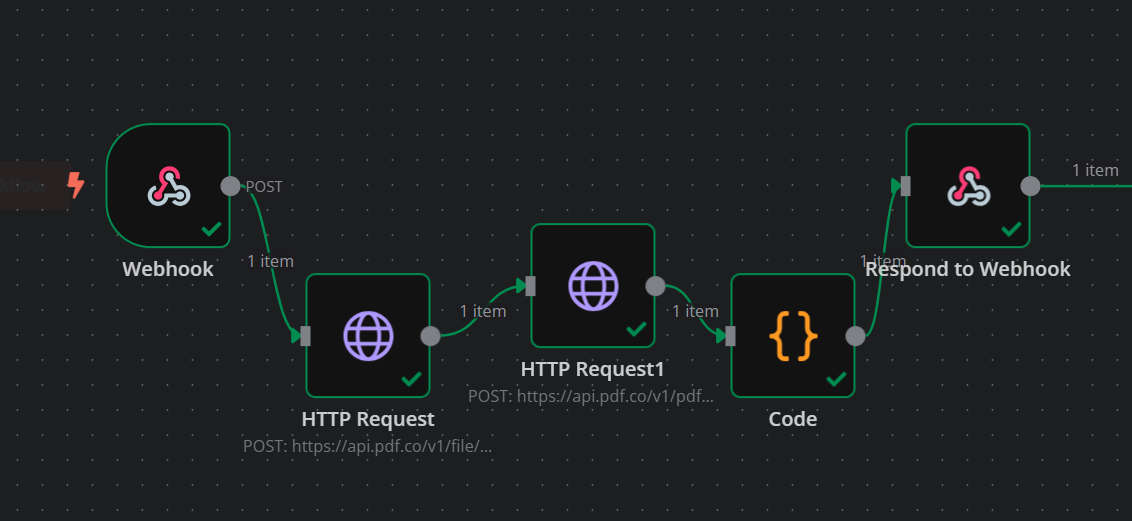 POST
1 item
Webhook
1 item
1 item
1 item
1 item
Respond to Webhook
HTTP Request1
POST: https://api.pdf.co/v1/pdf...
HTTP Request
POST: https://api.pdf.co/v1/file/...
Code